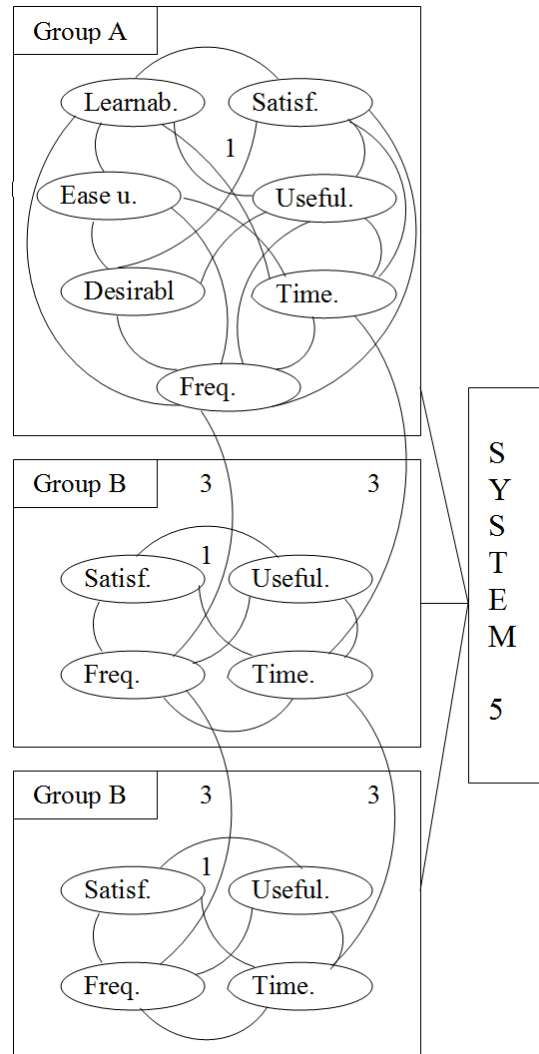 Group A
Learnab.
Satisf.
1
Ease u.
Useful.
Desirabl
Time.
Freq.
Group B
3
3
Satisf.
1
Useful.
Freq.
Time.
Group B
3
3
Satisf.
1
Useful.
Freq.
Time.
S
Y
S
T
E
M
5